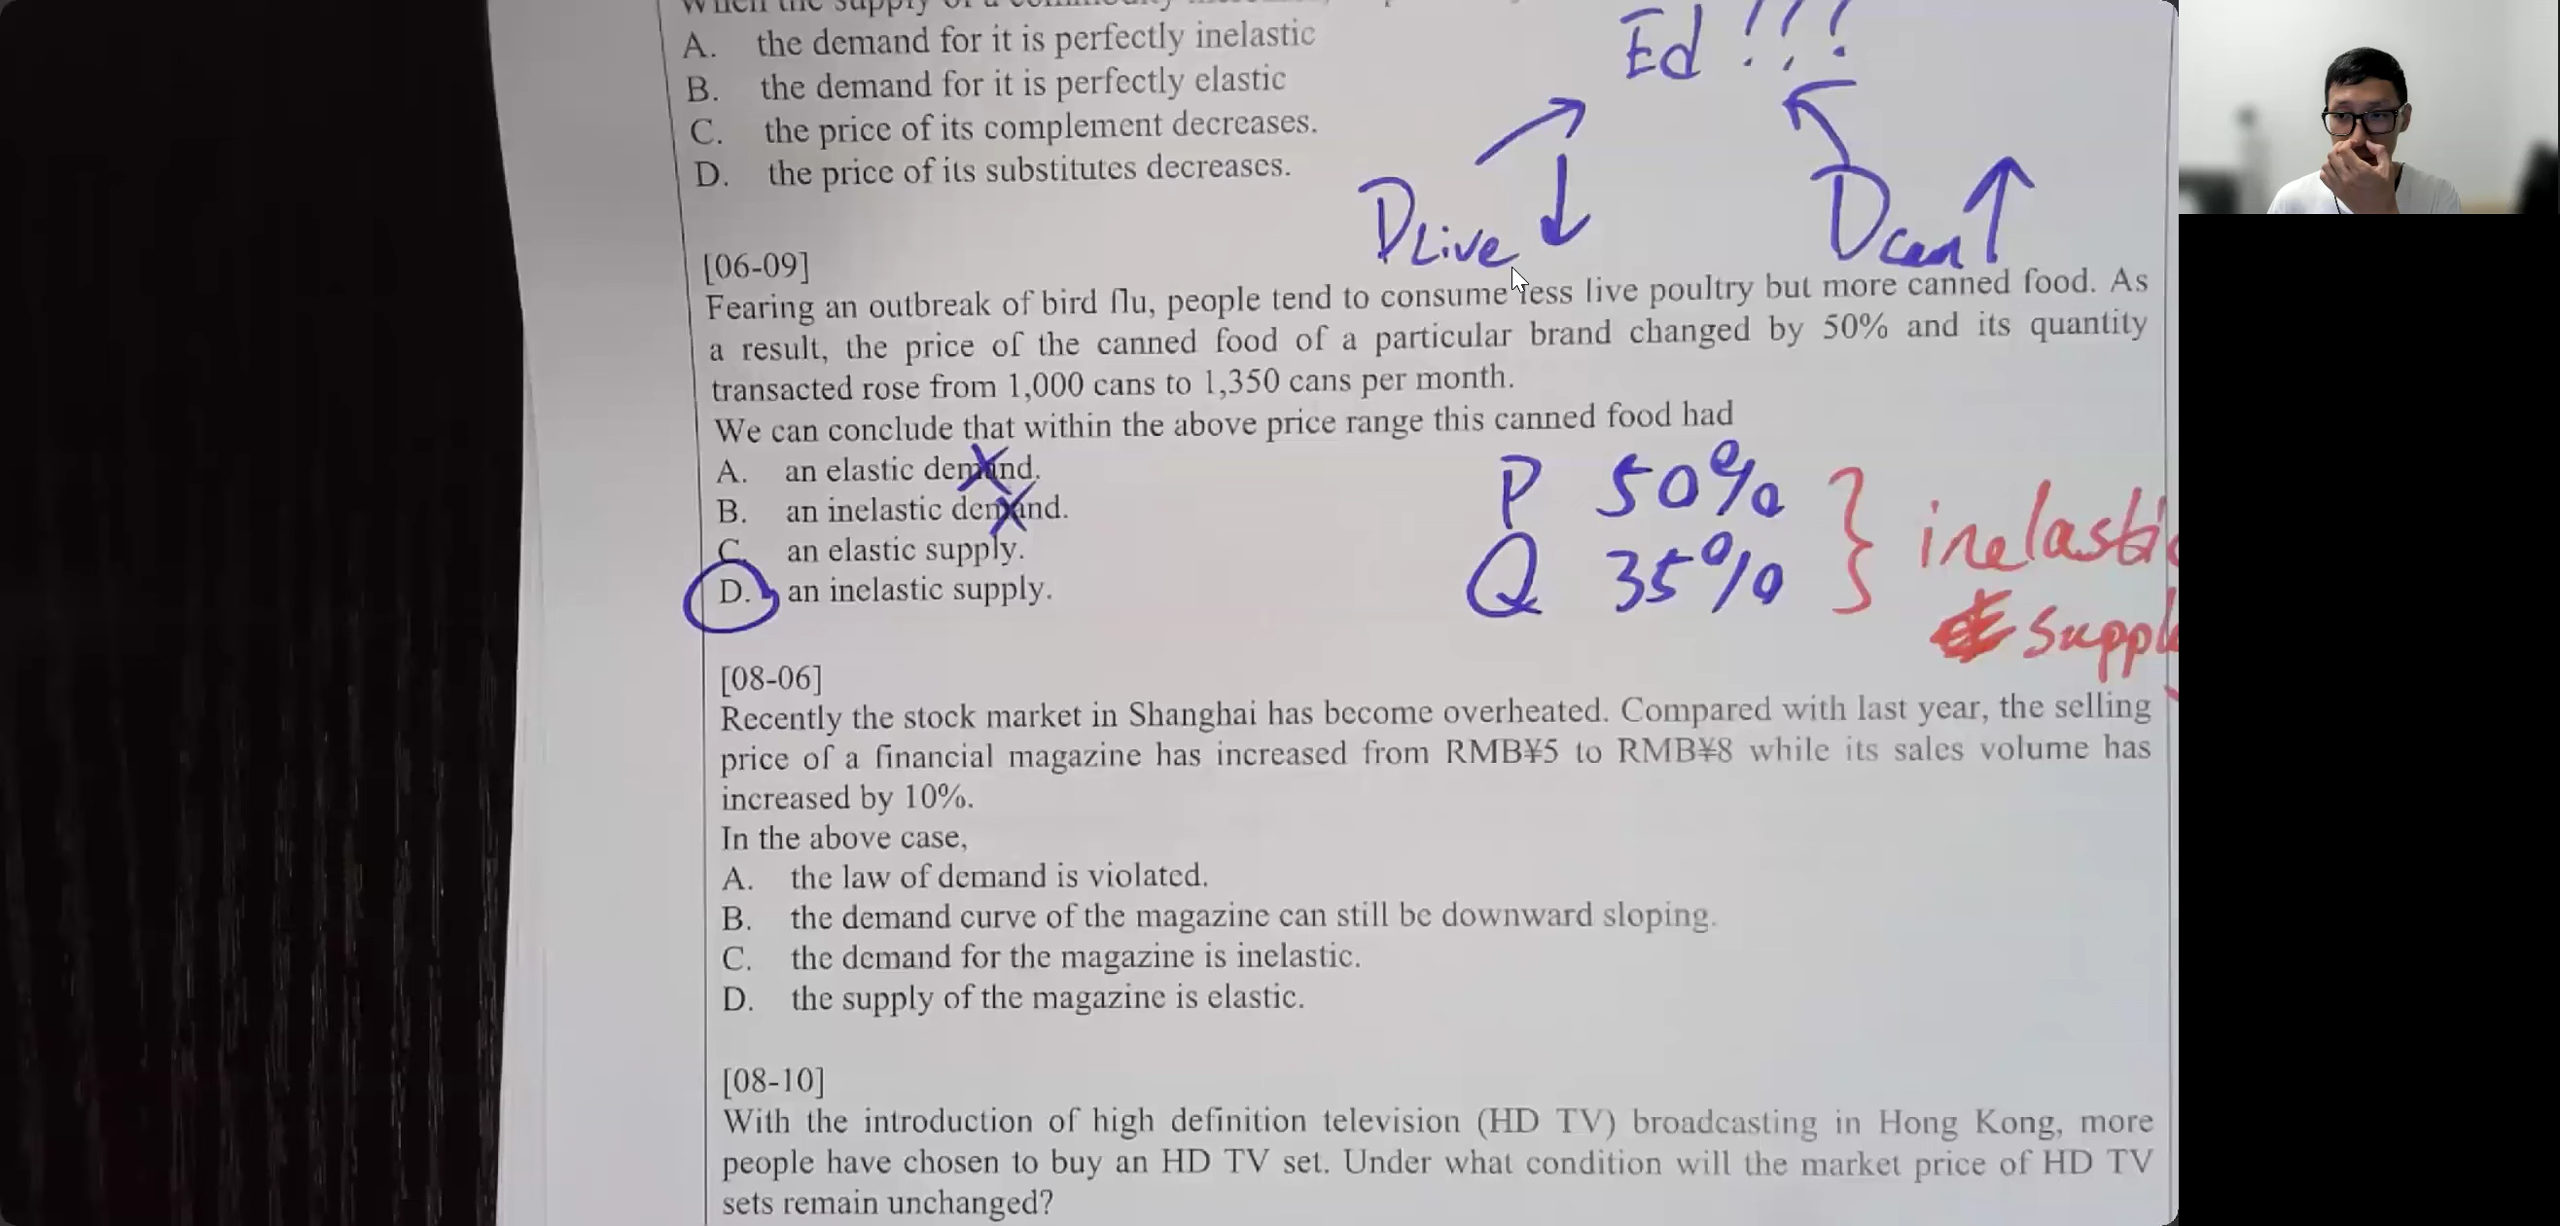 When the supply of a commodity
A. the demand for it is perfectly inelastic
B. the demand for it is perfectly elastic
C. the price of its complement decreases.
D. the price of its substitutes decreases.
Ed !!!
DLive ↓
Dcan ↑
[06-09]
Fearing an outbreak of bird flu, people tend to consume less live poultry but more canned food. As
a result, the price of the canned food of a particular brand changed by 50% and its quantity
transacted rose from 1,000 cans to 1,350 cans per month.
We can conclude that within the above price range this canned food had
A. an elastic demand.
B. an inelastic demand.
C. an elastic supply.
D. an inelastic supply.
P 50%
Q 35%
inelastic
suppl
[08-06]
Recently the stock market in Shanghai has become overheated. Compared with last year, the selling
price of a financial magazine has increased from RMB¥5 to RMB¥8 while its sales volume has
increased by 10%.
In the above case,
A. the law of demand is violated.
B. the demand curve of the magazine can still be downward sloping.
C. the demand for the magazine is inelastic.
D. the supply of the magazine is elastic.
[08-10]
With the introduction of high definition television (HD TV) broadcasting in Hong Kong, more
people have chosen to buy an HD TV set. Under what condition will the market price of HD TV
sets remain unchanged?